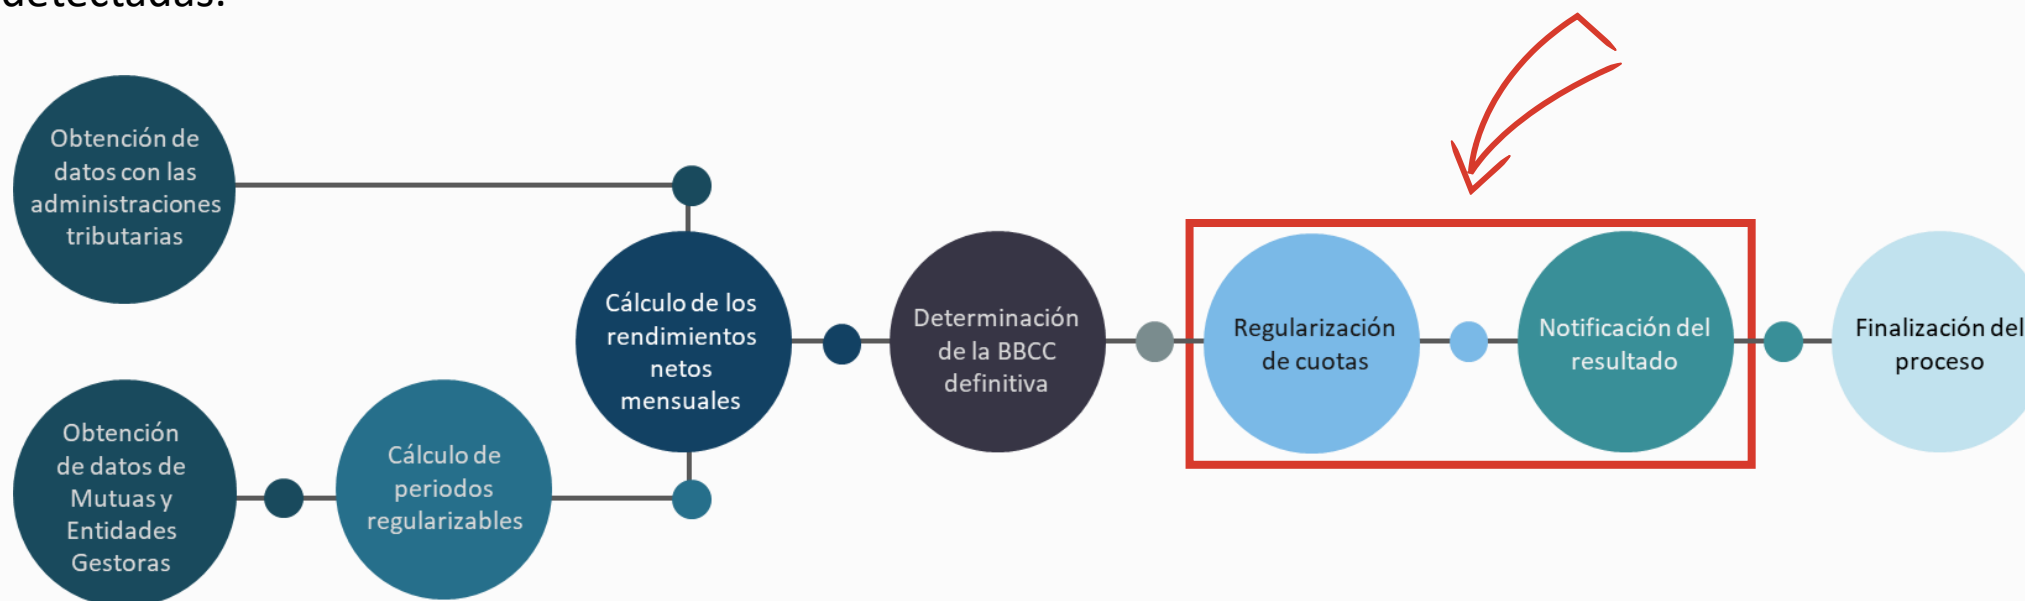 detectadas.
Obtención de
datos con las
administraciones
tributarias
Obtención
de datos de
Mutuas y
Entidades
Gestoras
Cálculo de
periodos
regularizables
Cálculo de los
rendimientos
netos
mensuales
Determinación
de la BBCC
definitiva
Regularización
de cuotas
Notificación del
resultado
Finalización del
proceso